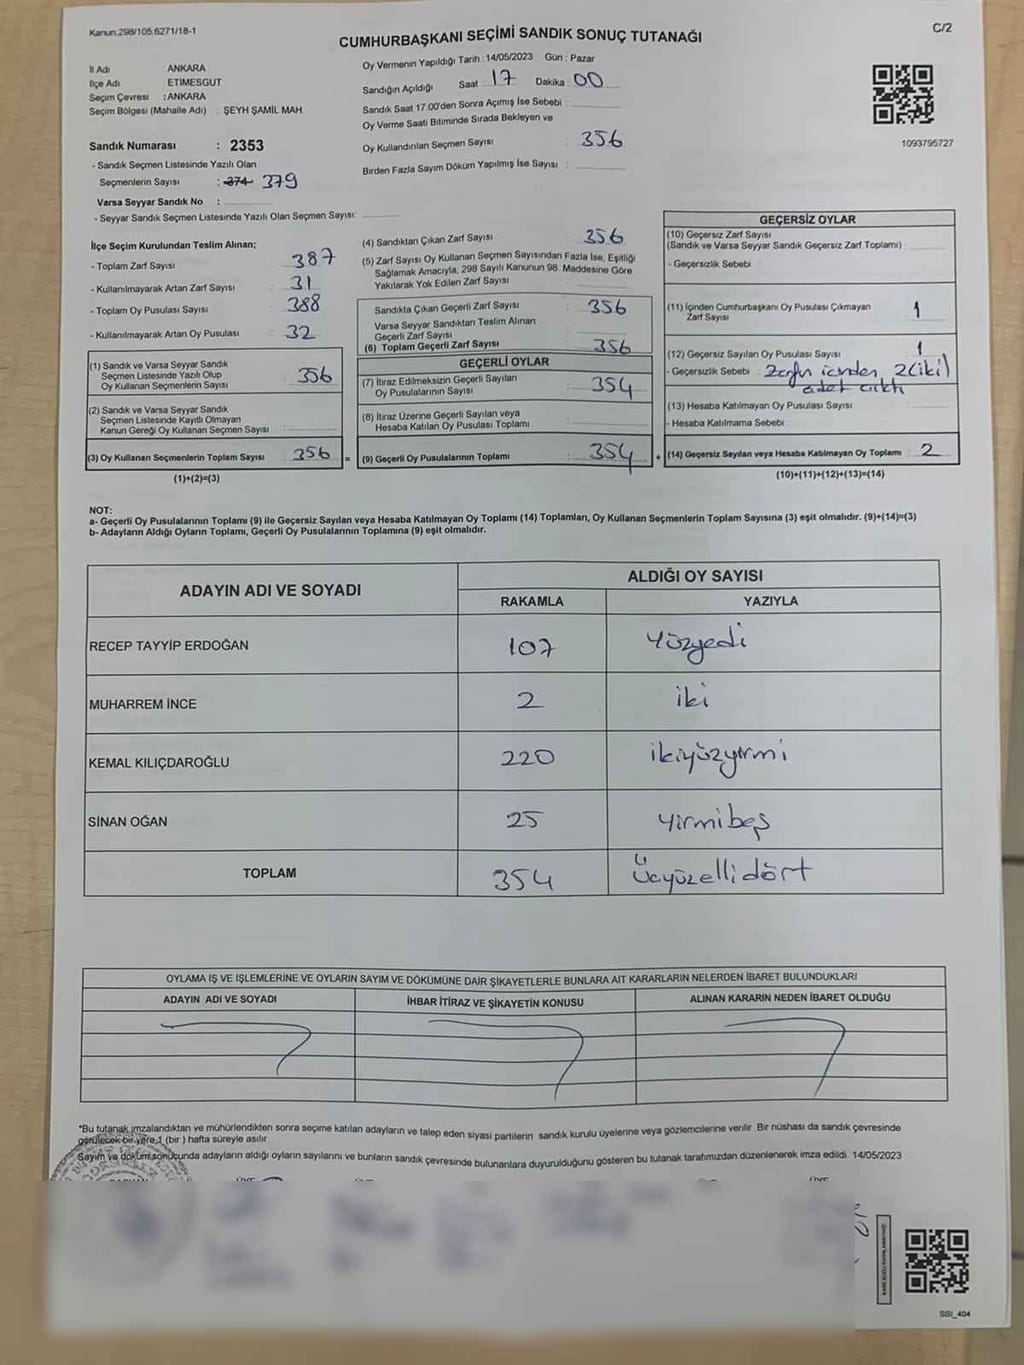 Kanun.298/105.6271/18-1
C/2
CUMHURBAŞKANI SEÇİMİ SANDIK SONUÇ TUTANAĞI
İl Adı : ANKARA
İlçe Adı : ETİMESGUT
Seçim Çevresi : ANKARA
Seçim Bölgesi (Mahalle Adı) : ŞEYH ŞAMİL MAH
Sandık Numarası : 2353
- Sandık Seçmen Listesinde Yazılı Olan
Seçmenlerin Sayısı : 374 379
Varsa Seyyar Sandık No :
- Seyyar Sandık Seçmen Listesinde Yazılı Olan Seçmen Sayısı:
Oy Vermenin Yapıldığı Tarih : 14/05/2023 Gün : Pazar
Sandığın Açıldığı Saat : 17 Dakika : 00
Sandık Saat 17:00'den Sonra Açımış İse Sebebi :
Oy Verme Saati Bitiminde Sırada Bekleyen ve
Oy Kullandırılan Seçmen Sayısı : 356
Birden Fazla Sayım Döküm Yapılmış İse Sayısı :
1093795727
İlçe Seçim Kurulundan Teslim Alınan;
- Toplam Zarf Sayısı : 387
- Kullanılmayarak Artan Zarf Sayısı : 31
- Toplam Oy Pusulası Sayısı : 388
- Kullanılmayarak Artan Oy Pusulası : 32
(1) Sandık ve Varsa Seyyar Sandık
Seçmen Listesinde Yazılı Olup
Oy Kullanan Seçmenlerin Sayısı : 356
(2) Sandık ve Varsa Seyyar Sandık
Seçmen Listesinde Kayıtlı Olmayan
Kanun Gereği Oy Kullanan Seçmen Sayısı :
(3) Oy Kullanan Seçmenlerin Toplam Sayısı : 356 =
(1)+(2)=(3)
(4) Sandıktan Çıkan Zarf Sayısı : 356
(5) Zarf Sayısı Oy Kullanan Seçmen Sayısından Fazla İse, Eşitliği
Sağlamak Amacıyla, 298 Sayılı Kanunun 98. Maddesine Göre
Yakılarak Yok Edilen Zarf Sayısı :
Sandıkta Çıkan Geçerli Zarf Sayısı : 356
Varsa Seyyar Sandıktan Teslim Alınan
Geçerli Zarf Sayısı :
(6) Toplam Geçerli Zarf Sayısı : 356
GEÇERLİ OYLAR
(7) İtiraz Edilmeksizin Geçerli Sayılan
Oy Pusulasının Sayısı : 354
(8) İtiraz Üzerine Geçerli Sayılan veya
Hesaba Katılan Oy Pusulası Toplamı :
(9) Geçerli Oy Pusulalarının Toplamı : 354 +
GEÇERSİZ OYLAR
(10) Geçersiz Zarf Sayısı
(Sandık ve Varsa Seyyar Sandık Geçersiz Zarf Toplamı) :
- Geçersizlik Sebebi :
(11) İçinden Cumhurbaşkanı Oy Pusulası Çıkmayan
Zarf Sayısı : 1
(12) Geçersiz Sayılan Oy Pusulası Sayısı : 1
- Geçersizlik Sebebi : Zarfın içinden 2(iki)
adet çıktı
(13) Hesaba Katılmayan Oy Pusulası Sayısı :
- Hesaba Katılmama Sebebi :
(14) Geçersiz Sayılan veya Hesaba Katılmayan Oy Toplamı : 2
(10)+(11)+(12)+(13)=(14)
NOT:
a- Geçerli Oy Pusulalarının Toplamı (9) ile Geçersiz Sayılan veya Hesaba Katılmayan Oy Toplamı (14) Toplamları, Oy Kullanan Seçmenlerin Toplam Sayısına (3) eşit olmalıdır. (9)+(14)=(3)
b- Adayların Aldığı Oyların Toplamı, Geçerli Oy Pusulalarının Toplamına (9) eşit olmalıdır.
ADAYIN ADI VE SOYADI
ALDIĞI OY SAYISI
RAKAMLA YAZIYLA
RECEP TAYYİP ERDOĞAN 107 Yüzyedi
MUHARREM İNCE 2 iki
KEMAL KILIÇDAROĞLU 220 ikiyüzyirmi
SİNAN OĞAN 25 Yirmibeş
TOPLAM 354 Üçyüzellidört
OYLAMA İŞ VE İŞLEMLERİNE VE OYLARIN SAYIM VE DÖKÜMÜNE DAİR ŞİKAYETLERLE BUNLARA AİT KARARLARIN NELERDEN İBARET BULUNDUKLARI
ADAYIN ADI VE SOYADI İHBAR İTİRAZ VE ŞİKAYETİN KONUSU ALINAN KARARIN NEDEN İBARET OLDUĞU
*Bu tutanak imzalandıktan ve mühürlendikten sonra seçime katılan adayların ve talep eden siyasi partilerin sandık kurulu üyelerine veya gözlemcilerine verilir. Bir nüshası da sandık çevresinde
görülecek bir yere 1 (bir) hafta süreyle asılır.
Sayım ve döküm sonucunda adayların aldığı oyların sayılarını ve bunların sandık çevresinde bulunanlara duyurulduğunu gösteren bu tutanak tarafımızdan düzenlenerek imza edildi. 14/05/2023
SSI_404